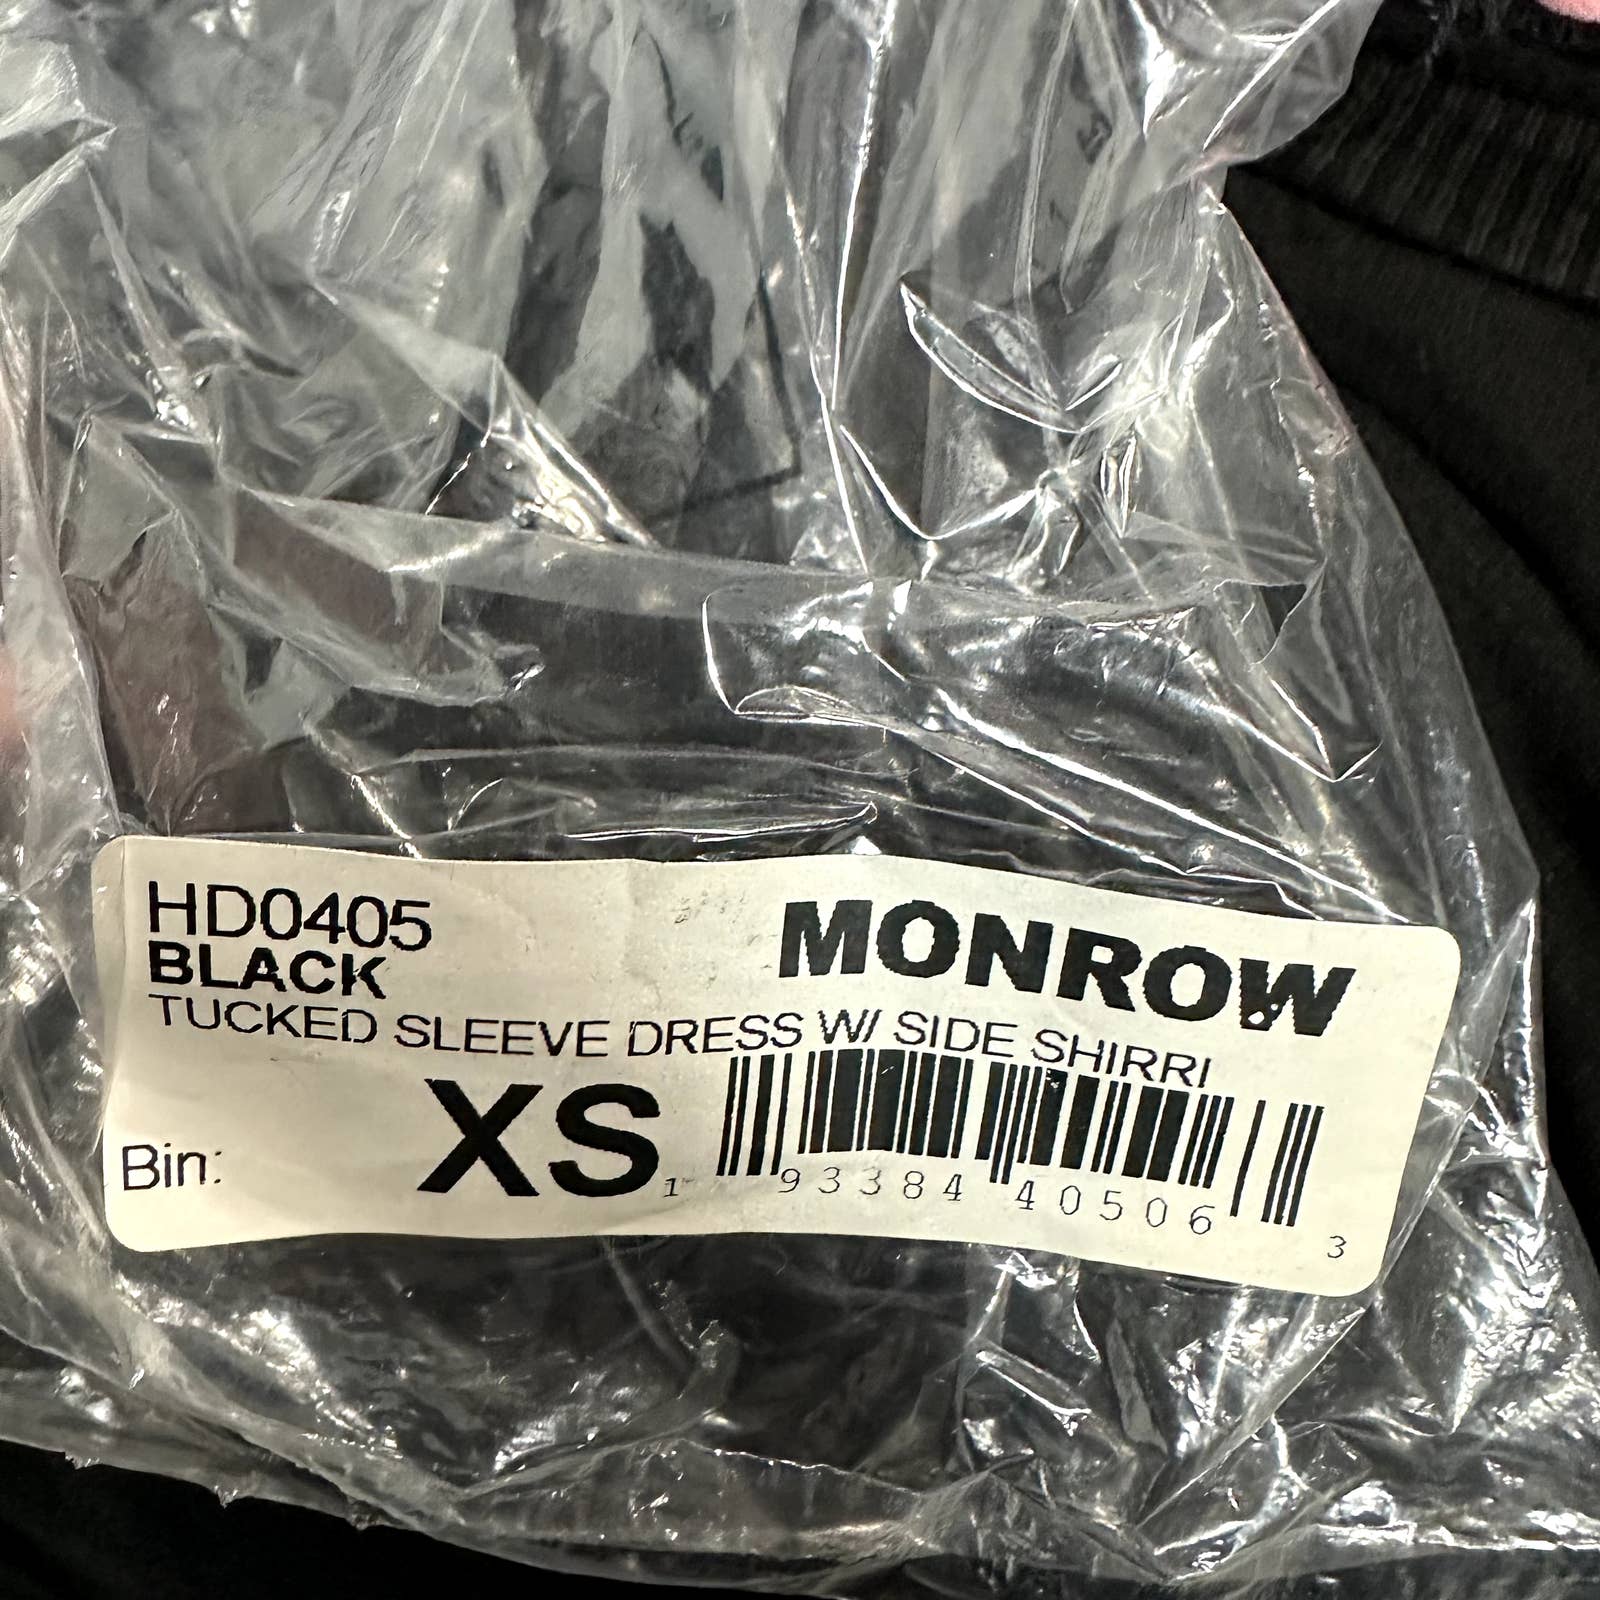 HD0405
BLACK
MONROW
TUCKED SLEEVE DRESS W/ SIDE SHIRRI
XS
Bin:
1 93384 40506 3